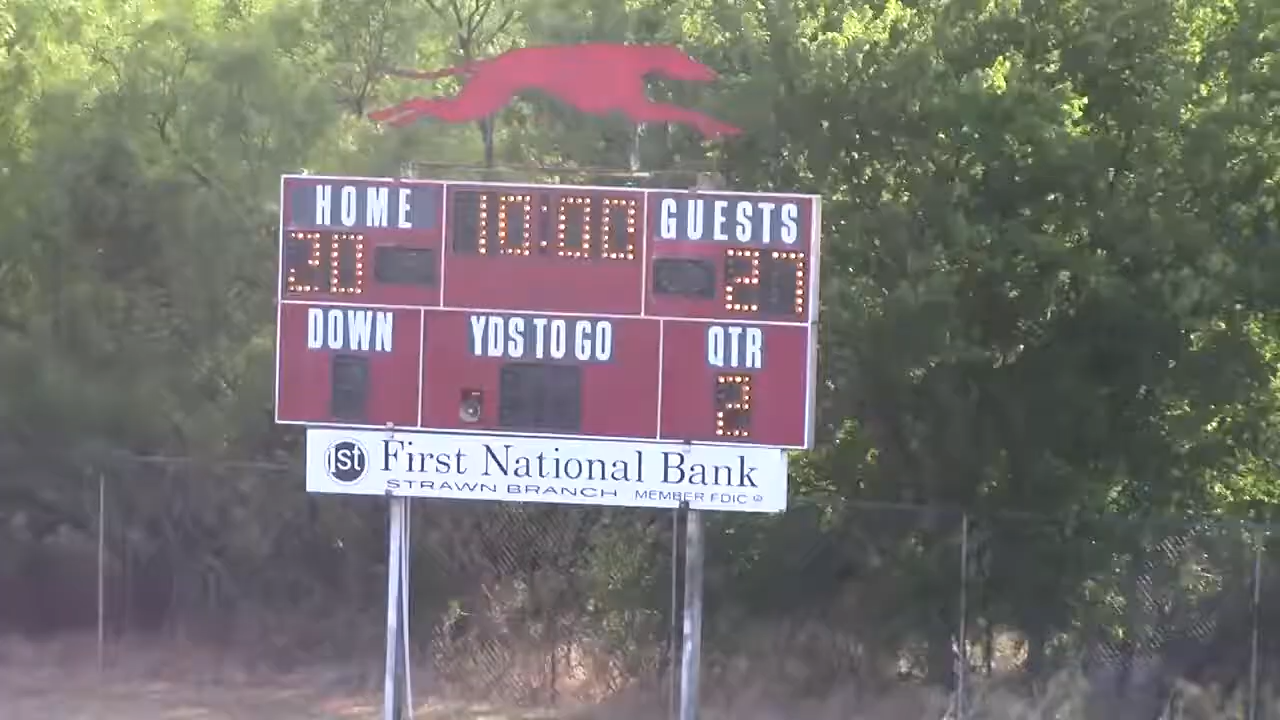 HOME 10:00 GUESTS
20 27
DOWN YDS TO GO QTR
2
1st First National Bank
STRAWN BRANCH MEMBER FDIC